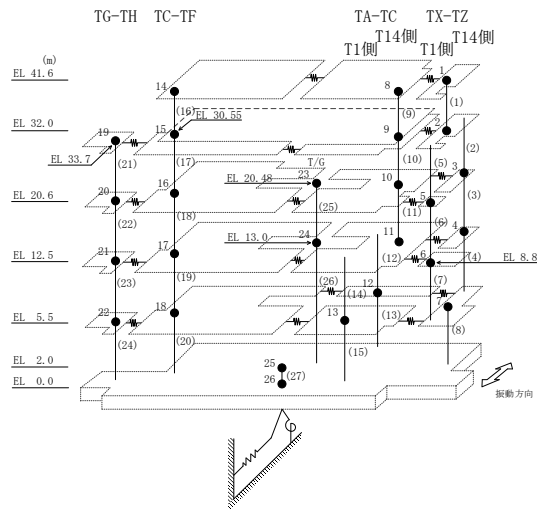 TG-TH TC-TF TA-TC TX-TZ
T1側 T14側 T1側 T14側
(m)
EL 41.6
14 8 1
(16) (9) (1)
EL 30.55
EL 32.0
19 15 9 2
EL 33.7
(21) (17) (10) (2)
T/G
EL 20.48 23 10 (5) 3
EL 20.6
20 16 5 (3)
(22) (18) (25) (11)
EL 13.0 24 11 (6) 4
EL 12.5
21 17 6 EL 8.8
(23) (19) (12) (4)
(26) (14) 12 (7)
EL 5.5
22 18 13 (13) 7
(24) (20) (15) (8)
EL 2.0
25
EL 0.0
26 (27)
振動方向